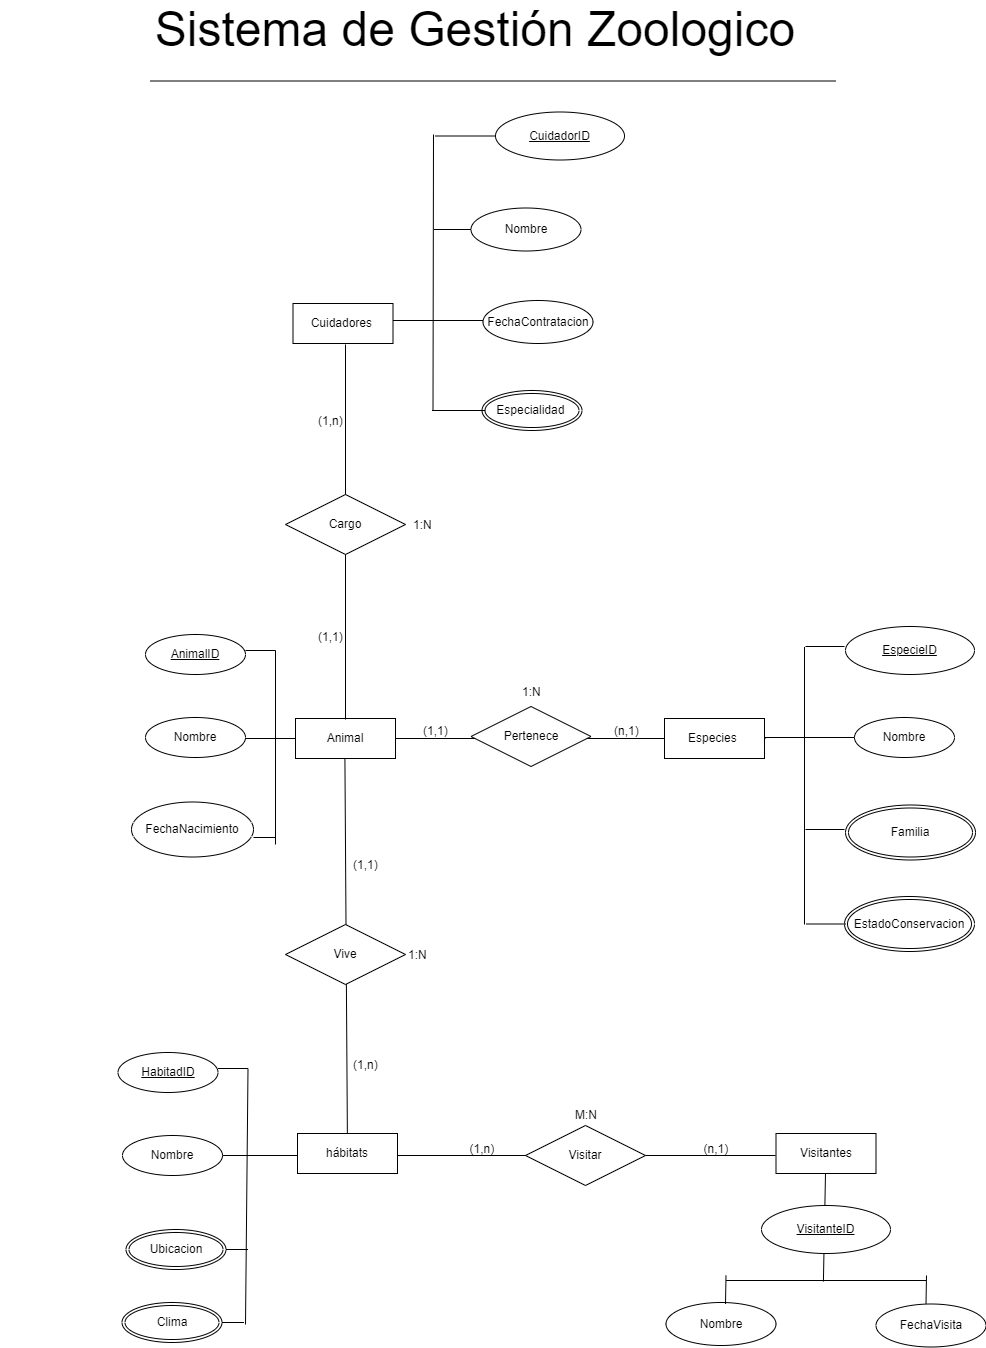 Sistema de Gestión Zoologico
CuidadorID
Nombre
Cuidadores
FechaContratacion
Especialidad
(1,n)
Cargo
1:N
(1,1)
AnimalID
EspecieID
1:N
Nombre
Animal
(1,1)
Pertenece
(n,1)
Especies
Nombre
FechaNacimiento
Familia
(1,1)
EstadoConservacion
Vive
1:N
(1,n)
HabitadID
M:N
Nombre
hábitats
(1,n)
Visitar
(n,1)
Visitantes
VisitanteID
Ubicacion
Clima
Nombre
FechaVisita